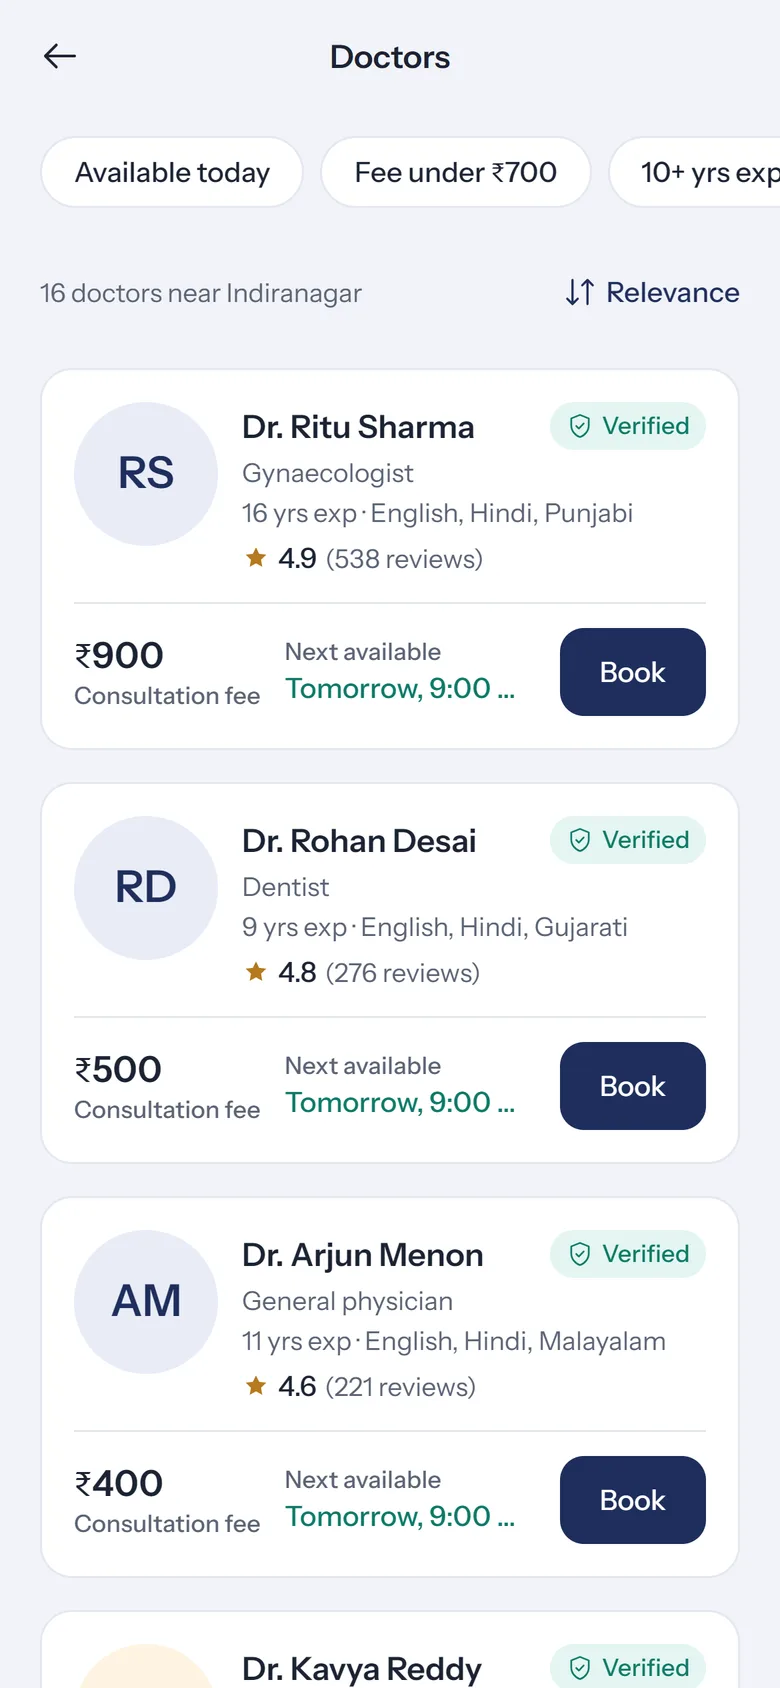 Doctors
Available today
Fee under ₹700
10+ yrs exp
16 doctors near Indiranagar
Relevance
RS
Dr. Ritu Sharma
Verified
Gynaecologist
16 yrs exp · English, Hindi, Punjabi
4.9 (538 reviews)
₹900
Consultation fee
Next available
Tomorrow, 9:00 ...
Book
RD
Dr. Rohan Desai
Verified
Dentist
9 yrs exp · English, Hindi, Gujarati
4.8 (276 reviews)
₹500
Consultation fee
Next available
Tomorrow, 9:00 ...
Book
AM
Dr. Arjun Menon
Verified
General physician
11 yrs exp · English, Hindi, Malayalam
4.6 (221 reviews)
₹400
Consultation fee
Next available
Tomorrow, 9:00 ...
Book
Dr. Kavya Reddy
Verified